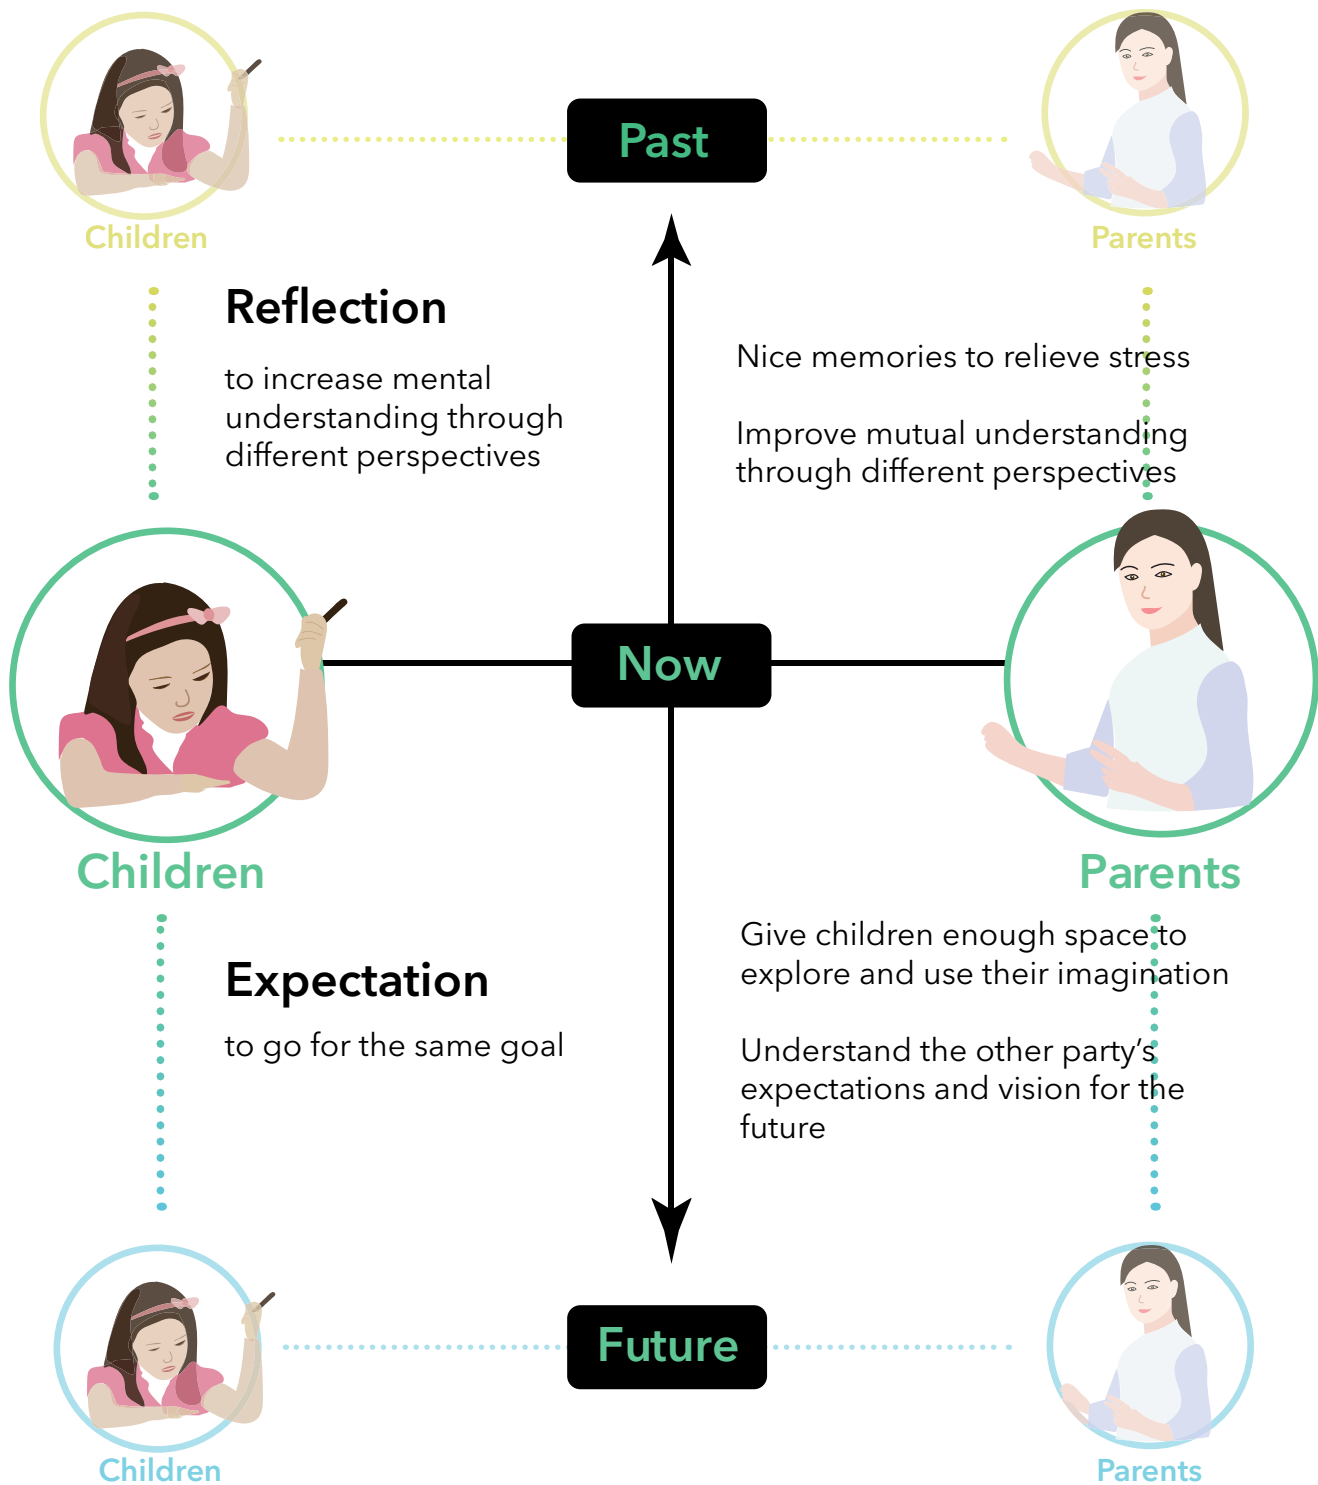 Past
Children
Parents
Reflection
to increase mental
understanding through
different perspectives
Nice memories to relieve stress
Improve mutual understanding
through different perspectives
Now
Children
Parents
Expectation
to go for the same goal
Give children enough space to
explore and use their imagination
Understand the other party’s
expectations and vision for the
future
Future
Children
Parents